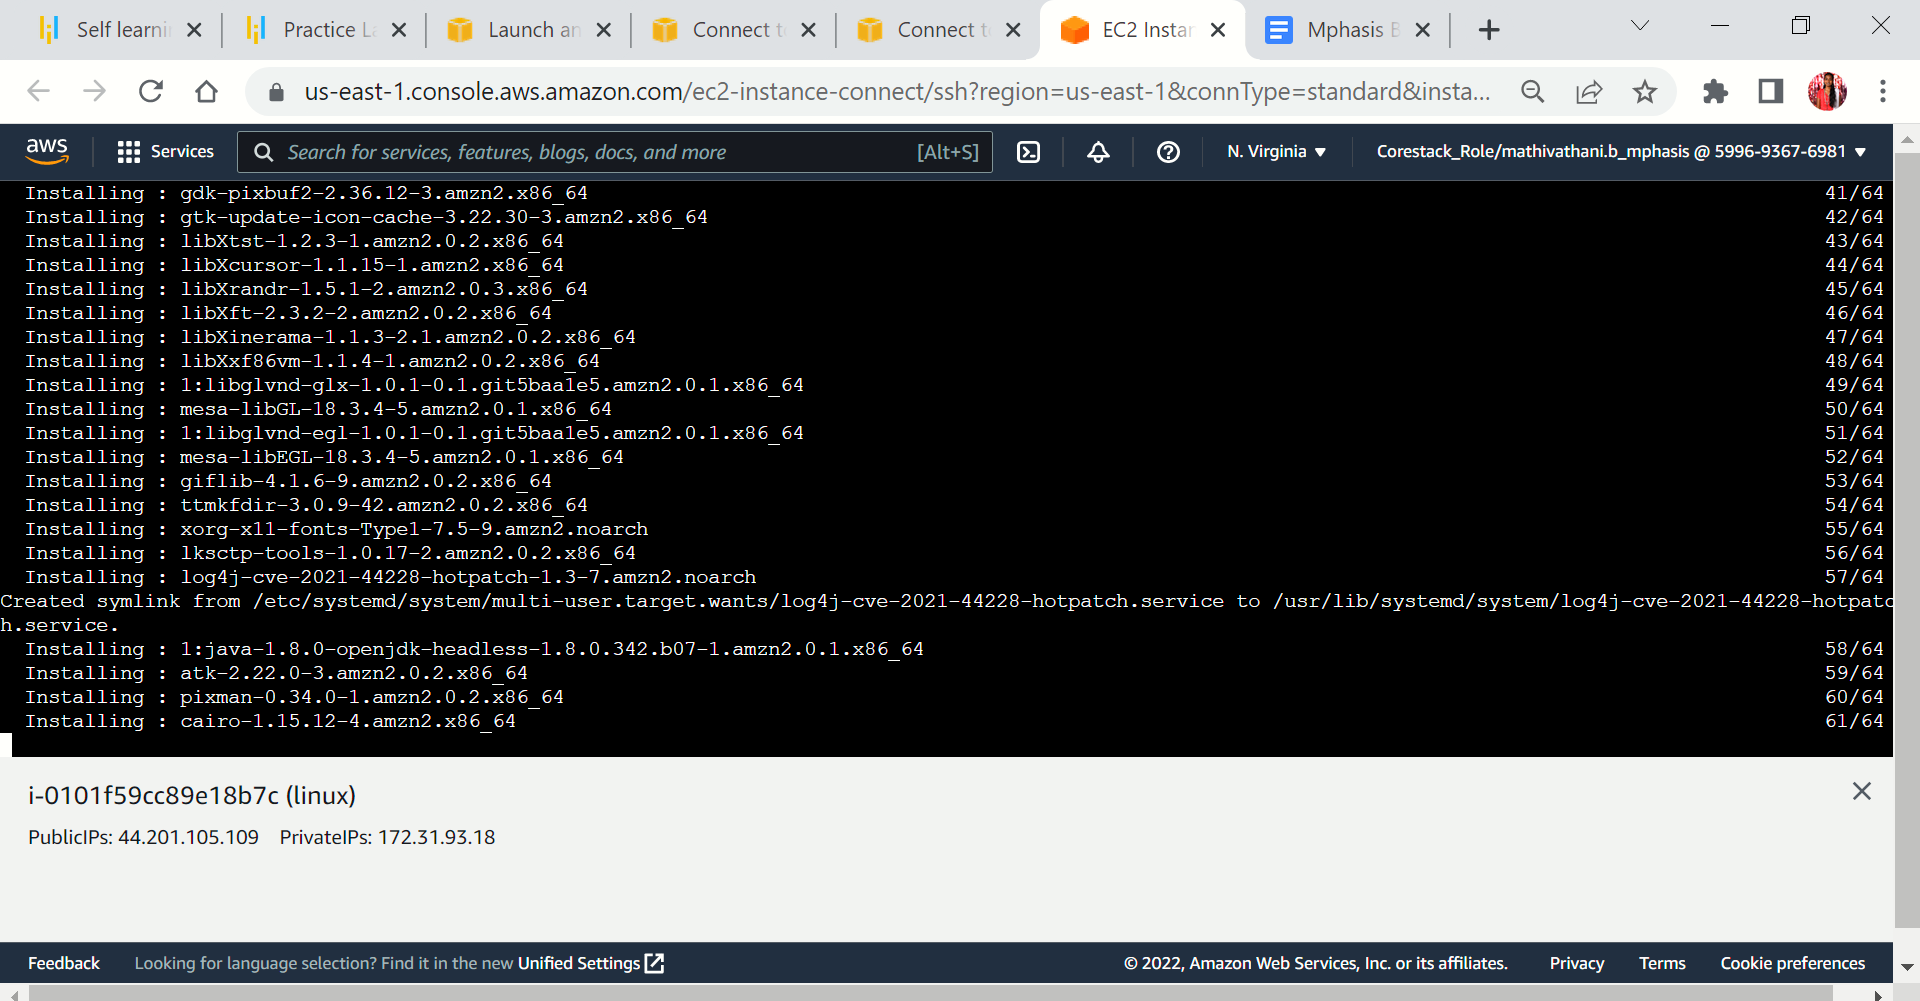 Self learni
Practice L
Launch an
Connect t
Connect t
EC2 Instan
Mphasis B
us-east-1.console.aws.amazon.com/ec2-instance-connect/ssh?region=us-east-1&connType=standard&insta...
aws
Services
Search for services, features, blogs, docs, and more [Alt+S]
N. Virginia ▼
Corestack_Role/mathivathani.b_mphasis @ 5996-9367-6981 ▼
Installing : gdk-pixbuf2-2.36.12-3.amzn2.x86_64 41/64
Installing : gtk-update-icon-cache-3.22.30-3.amzn2.x86_64 42/64
Installing : libXtst-1.2.3-1.amzn2.0.2.x86_64 43/64
Installing : libXcursor-1.1.15-1.amzn2.x86_64 44/64
Installing : libXrandr-1.5.1-2.amzn2.0.3.x86_64 45/64
Installing : libXft-2.3.2-2.amzn2.0.2.x86_64 46/64
Installing : libXinerama-1.1.3-2.1.amzn2.0.2.x86_64 47/64
Installing : libXxf86vm-1.1.4-1.amzn2.0.2.x86_64 48/64
Installing : 1:libglvnd-glx-1.0.1-0.1.git5baa1e5.amzn2.0.1.x86_64 49/64
Installing : mesa-libGL-18.3.4-5.amzn2.0.1.x86_64 50/64
Installing : 1:libglvnd-egl-1.0.1-0.1.git5baa1e5.amzn2.0.1.x86_64 51/64
Installing : mesa-libEGL-18.3.4-5.amzn2.0.1.x86_64 52/64
Installing : giflib-4.1.6-9.amzn2.0.2.x86_64 53/64
Installing : ttmkfdir-3.0.9-42.amzn2.0.2.x86_64 54/64
Installing : xorg-x11-fonts-Type1-7.5-9.amzn2.noarch 55/64
Installing : lksctp-tools-1.0.17-2.amzn2.0.2.x86_64 56/64
Installing : log4j-cve-2021-44228-hotpatch-1.3-7.amzn2.noarch 57/64
Created symlink from /etc/systemd/system/multi-user.target.wants/log4j-cve-2021-44228-hotpatch.service to /usr/lib/systemd/system/log4j-cve-2021-44228-hotpatc
h.service.
Installing : 1:java-1.8.0-openjdk-headless-1.8.0.342.b07-1.amzn2.0.1.x86_64 58/64
Installing : atk-2.22.0-3.amzn2.0.2.x86_64 59/64
Installing : pixman-0.34.0-1.amzn2.0.2.x86_64 60/64
Installing : cairo-1.15.12-4.amzn2.x86_64 61/64
i-0101f59cc89e18b7c (linux)
PublicIPs: 44.201.105.109 PrivateIPs: 172.31.93.18
Feedback Looking for language selection? Find it in the new Unified Settings © 2022, Amazon Web Services, Inc. or its affiliates. Privacy Terms Cookie preferences